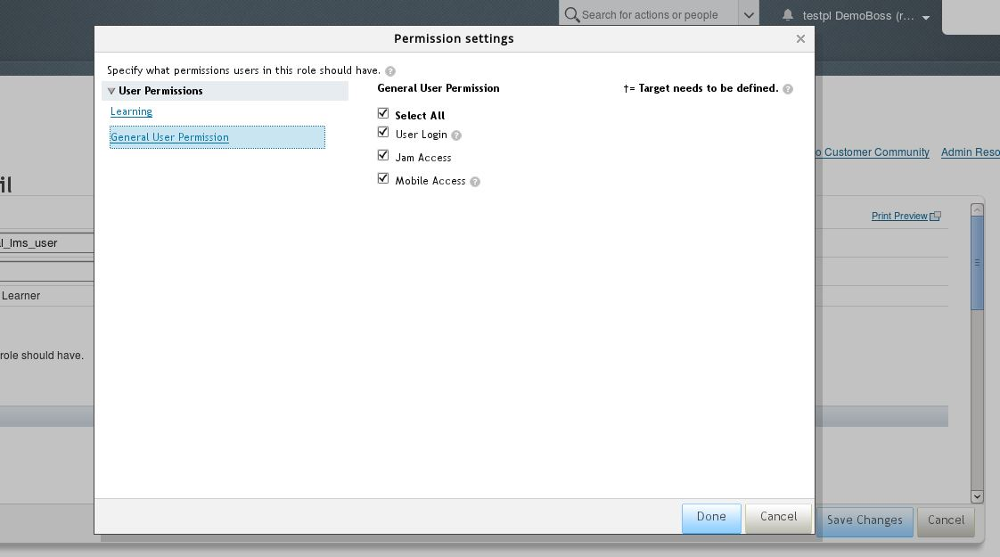 Search for actions or people
testpl DemoBoss (r...
Permission settings
Specify what permissions users in this role should have.
User Permissions
General User Permission
†= Target needs to be defined.
Learning
Select All
General User Permission
User Login
Jam Access
Mobile Access
o Customer Community
Admin Reso
il
Print Preview
l_lms_user
Learner
role should have.
Done
Cancel
Save Changes
Cancel